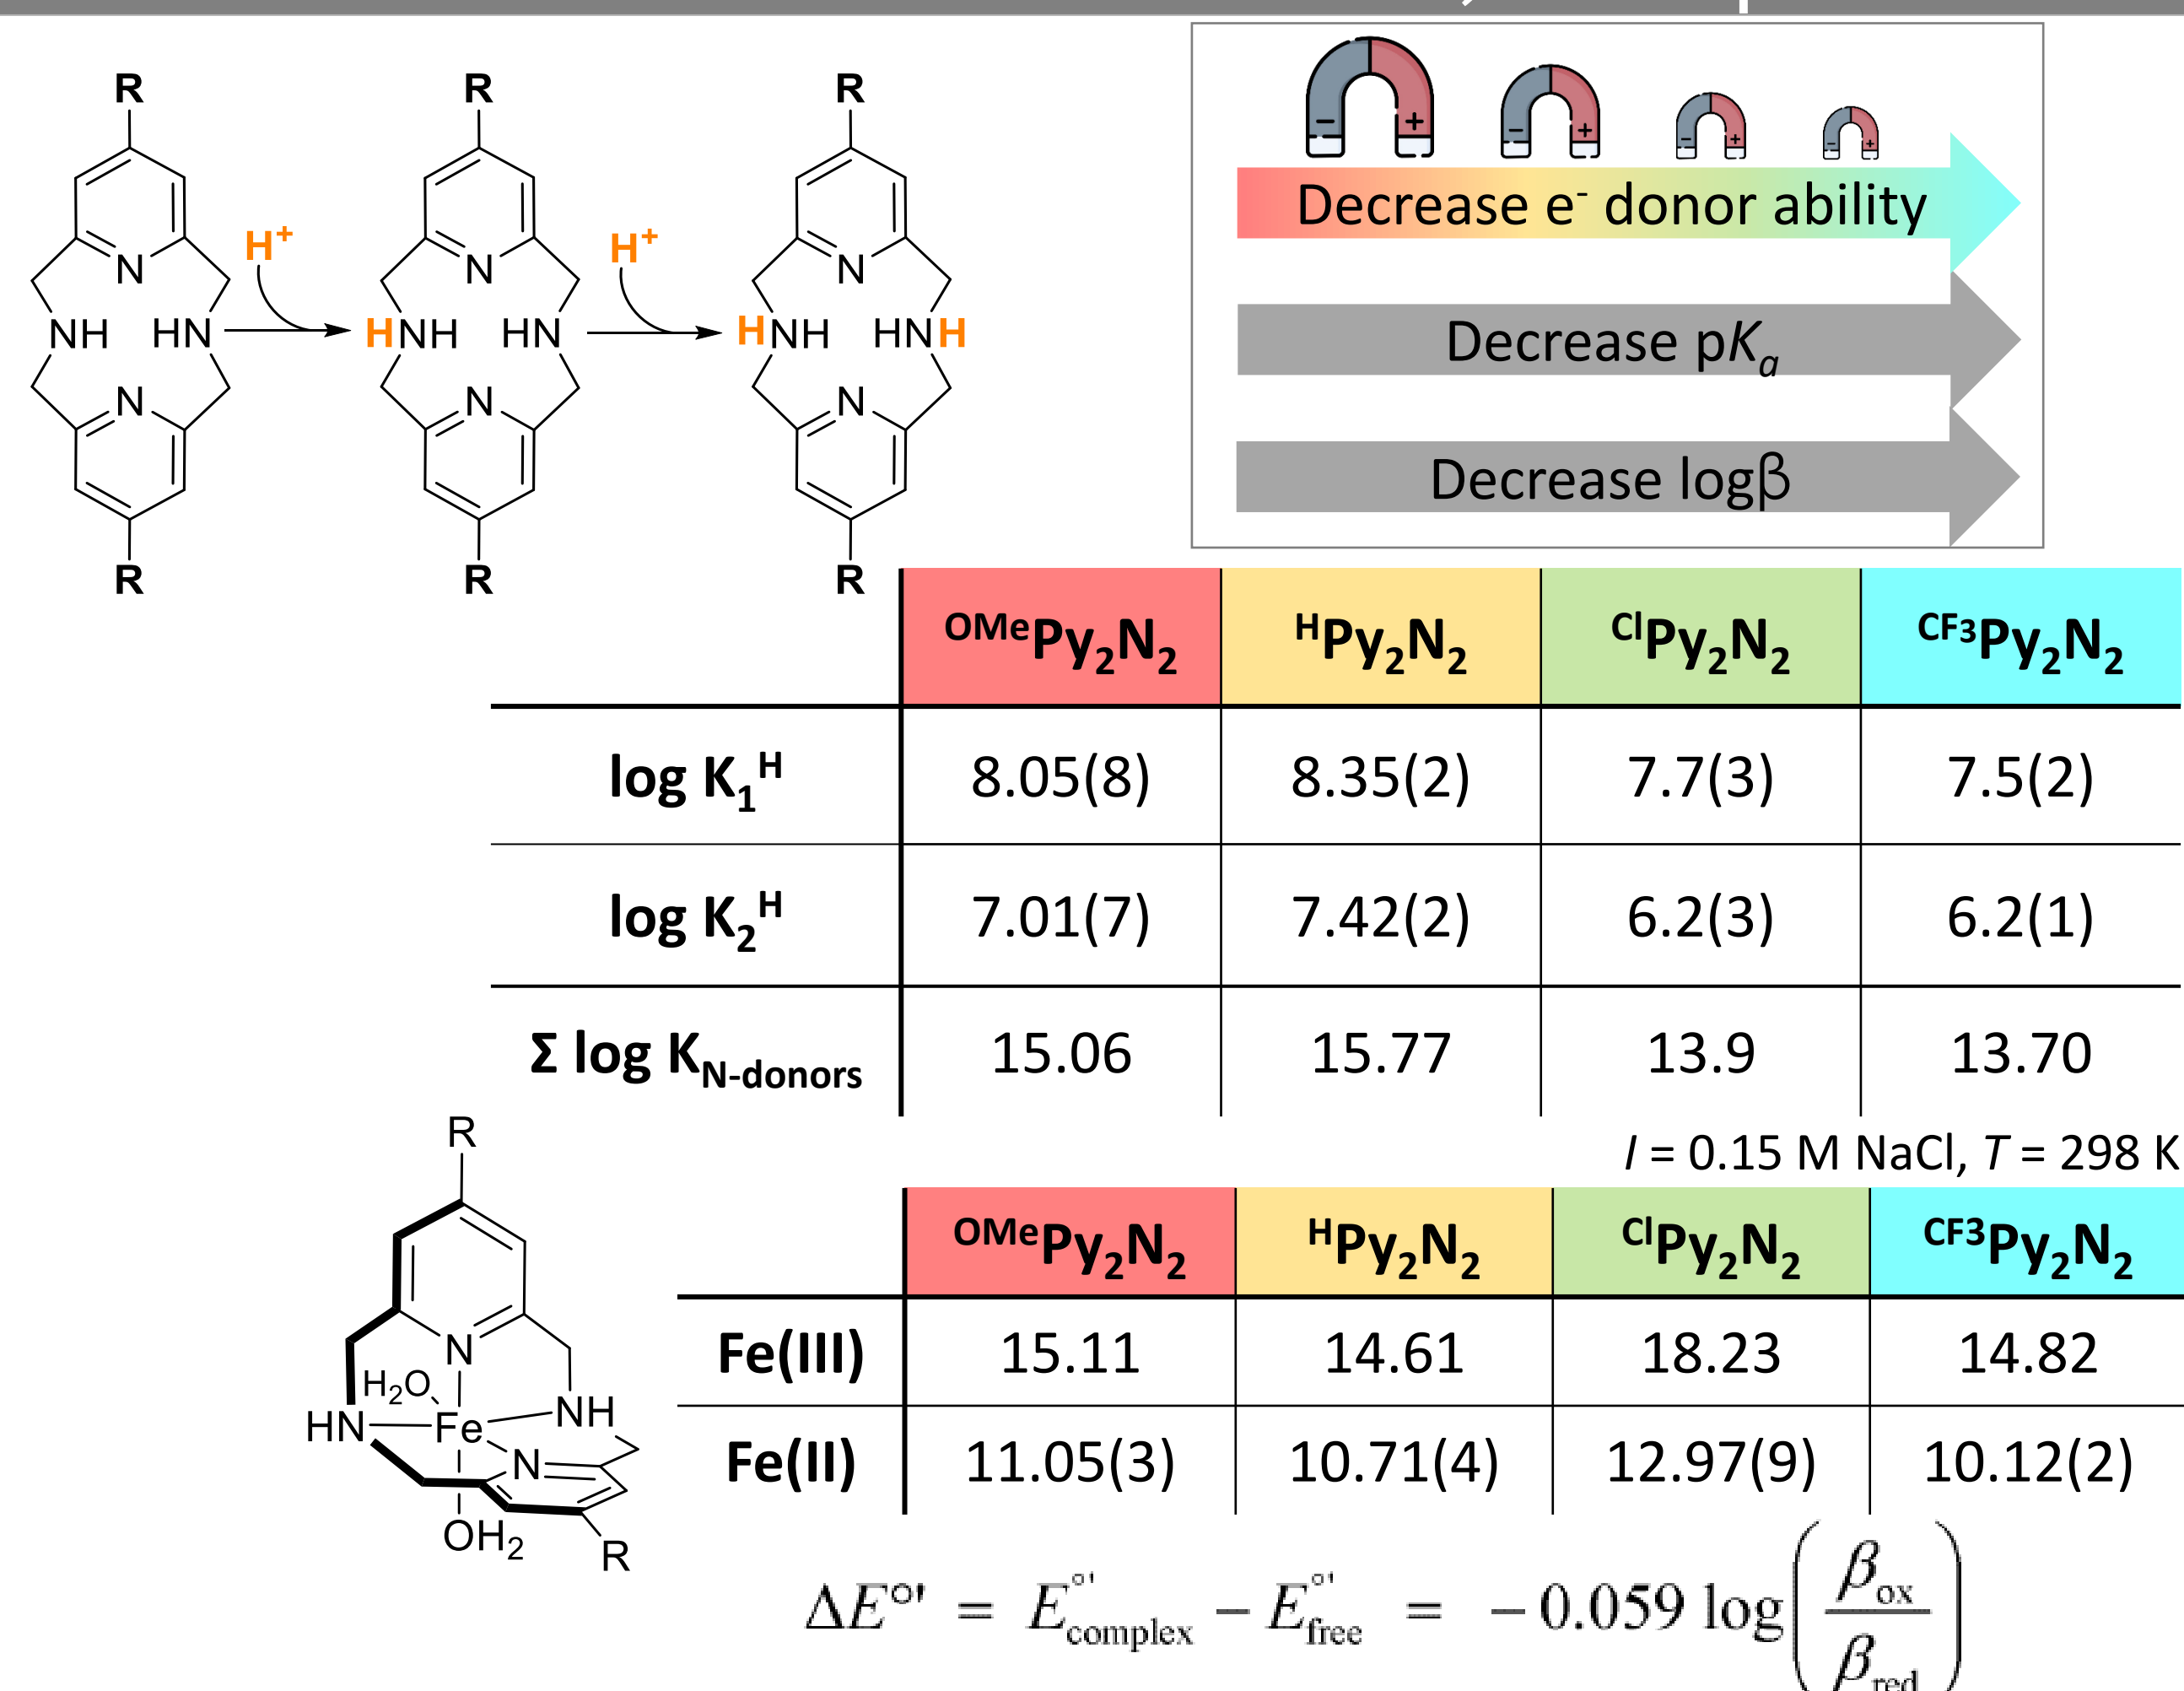 R
R
R
H⁺
H⁺
N
N
N
NH
HN
HNH
HN
HNH
HNH
N
N
N
R
R
R
− +
− +
− +
− +
Decrease e⁻ donor ability
Decrease pKₐ
Decrease logβ
OMePy₂N₂ HPy₂N₂ ClPy₂N₂ CF3Py₂N₂
log K₁ᴴ 8.05(8) 8.35(2) 7.7(3) 7.5(2)
log K₂ᴴ 7.01(7) 7.42(2) 6.2(3) 6.2(1)
Σ log KN-donors 15.06 15.77 13.9 13.70
I = 0.15 M NaCl, T = 298 K
OMePy₂N₂ HPy₂N₂ ClPy₂N₂ CF3Py₂N₂
Fe(III) 15.11 14.61 18.23 14.82
Fe(II) 11.05(3) 10.71(4) 12.97(9) 10.12(2)
R
N
H₂O
HN
Fe
NH
N
OH₂
R
ΔE°' = E°'complex − E°'free = − 0.059 log(βox/βred)